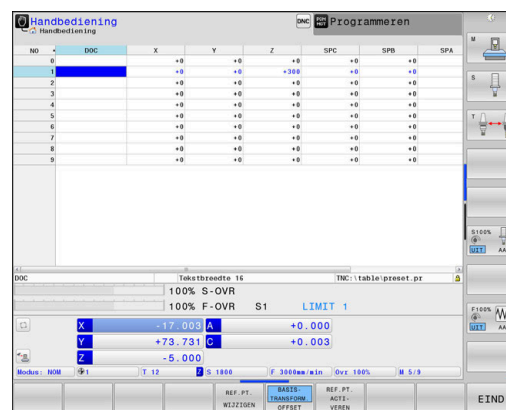 Handbediening
Handbediening
DNC
Programmeren
NO DOC X Y Z SPC SPB SPA
0 +0 +0 +0 +0 +0
1 +0 +0 +300 +0 +0
2 +0 +0 +0 +0 +0
3 +0 +0 +0 +0 +0
4 +0 +0 +0 +0 +0
5 +0 +0 +0 +0 +0
6 +0 +0 +0 +0 +0
7 +0 +0 +0 +0 +0
8 +0 +0 +0 +0 +0
9 +0 +0 +0 +0 +0
DOC Tekstbreedte 16 TNC:\table\preset.pr
100% S-OVR
100% F-OVR S1 LIMIT 1
X -17.003 A +0.000
Y +73.731 C +0.003
Z -5.000
Modus: NOM 1 T 12 Z S 1800 F 3000mm/min Ovr 100% M 5/9
REF.PT.
WIJZIGEN
BASIS-
TRANSFORM
OFFSET
REF.PT.
ACTI-
VEREN
EIND
M
S
T
S100%
UIT AA
F100%
UIT AA